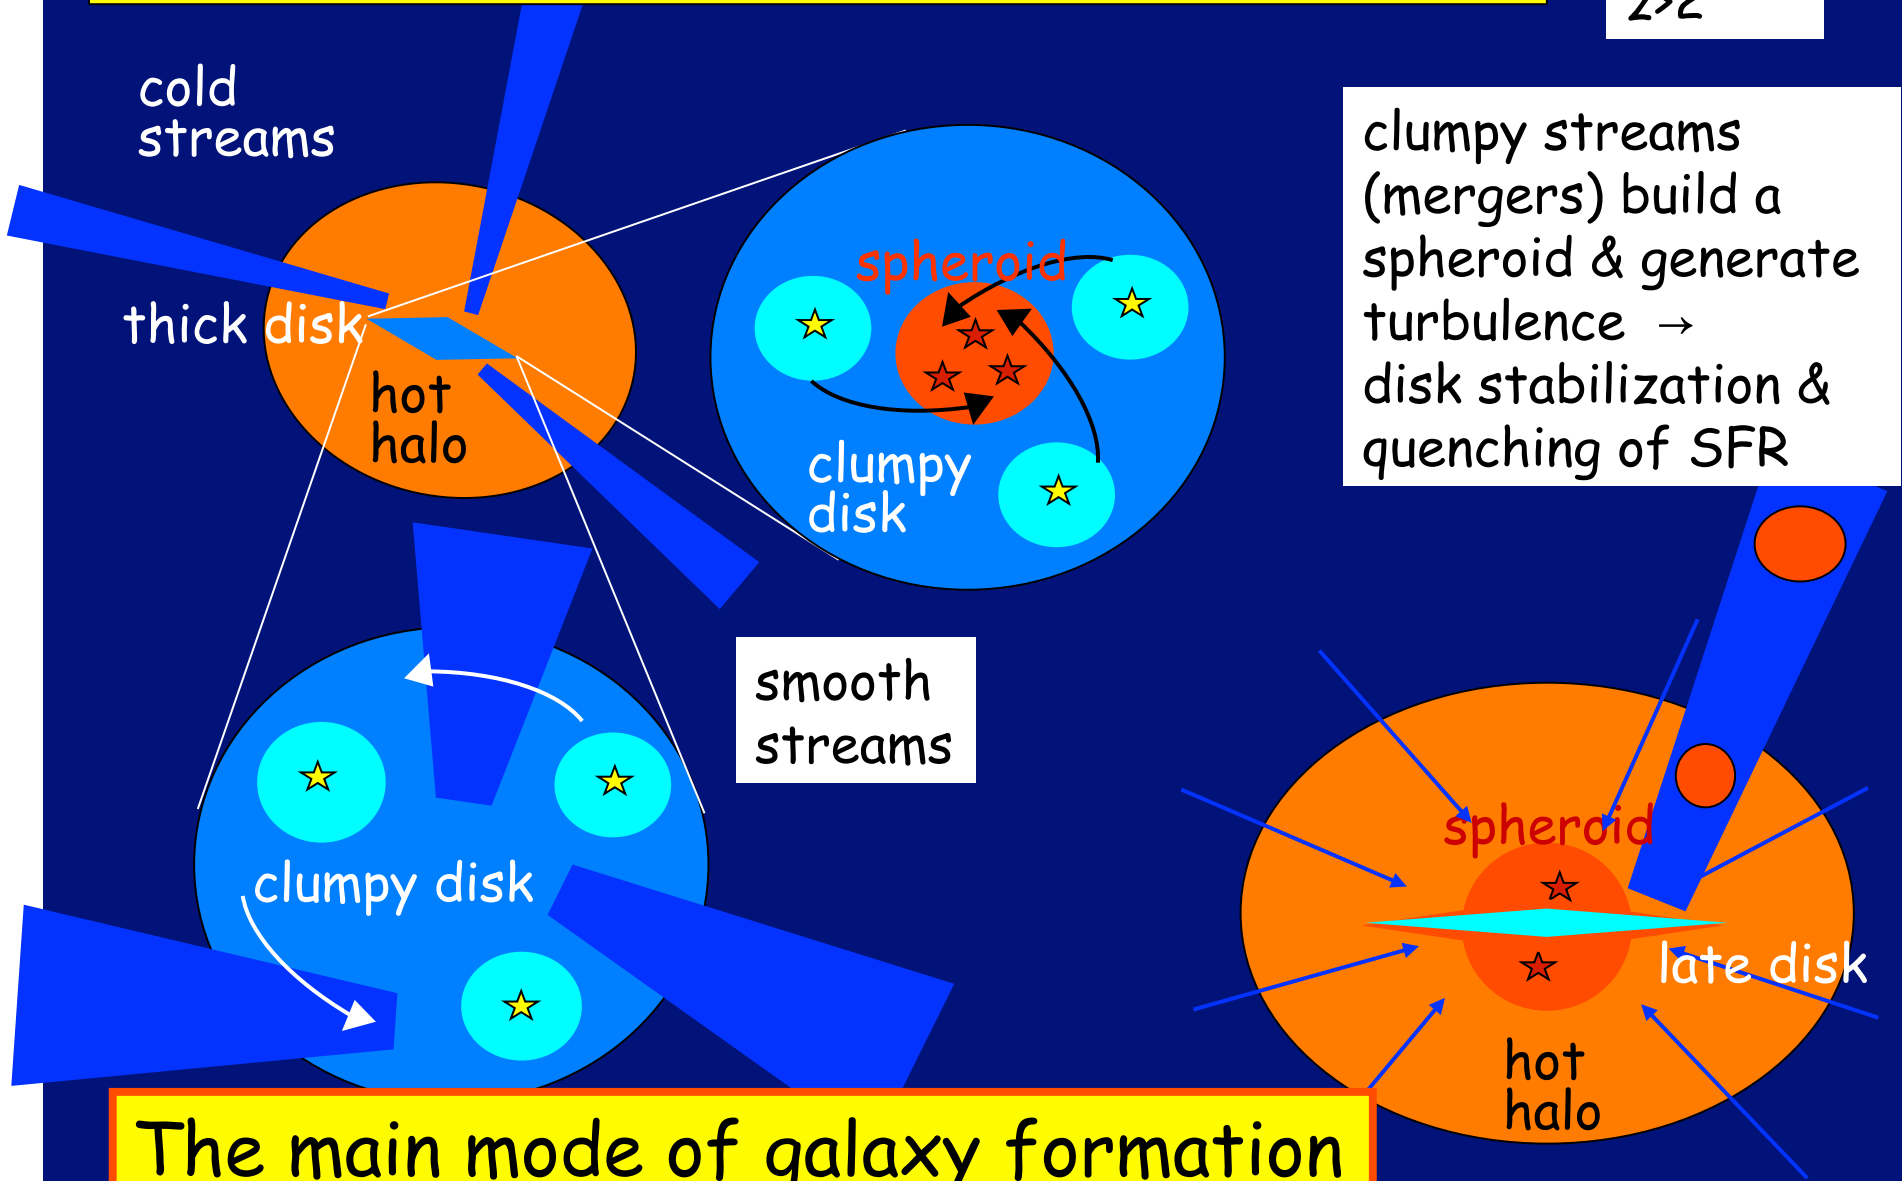 z>2
cold
streams
clumpy streams
(mergers) build a
spheroid & generate
turbulence →
disk stabilization &
quenching of SFR
spheroid
thick disk
hot
halo
clumpy
disk
smooth
streams
spheroid
clumpy disk
late disk
hot
halo
The main mode of galaxy formation